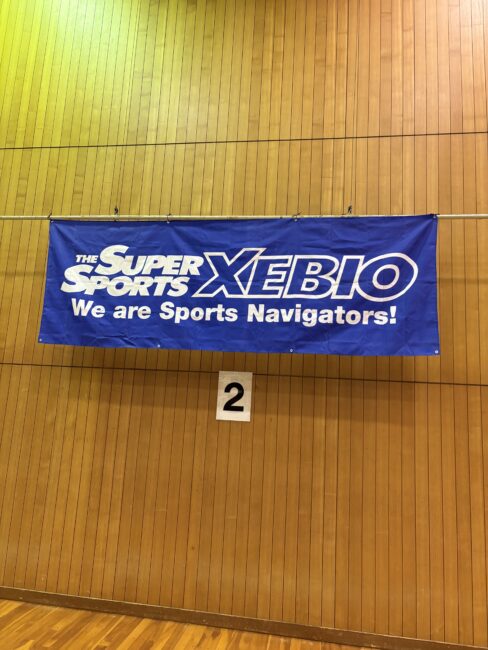 THE SUPER SPORTS XEBIO
We are Sports Navigators!
2